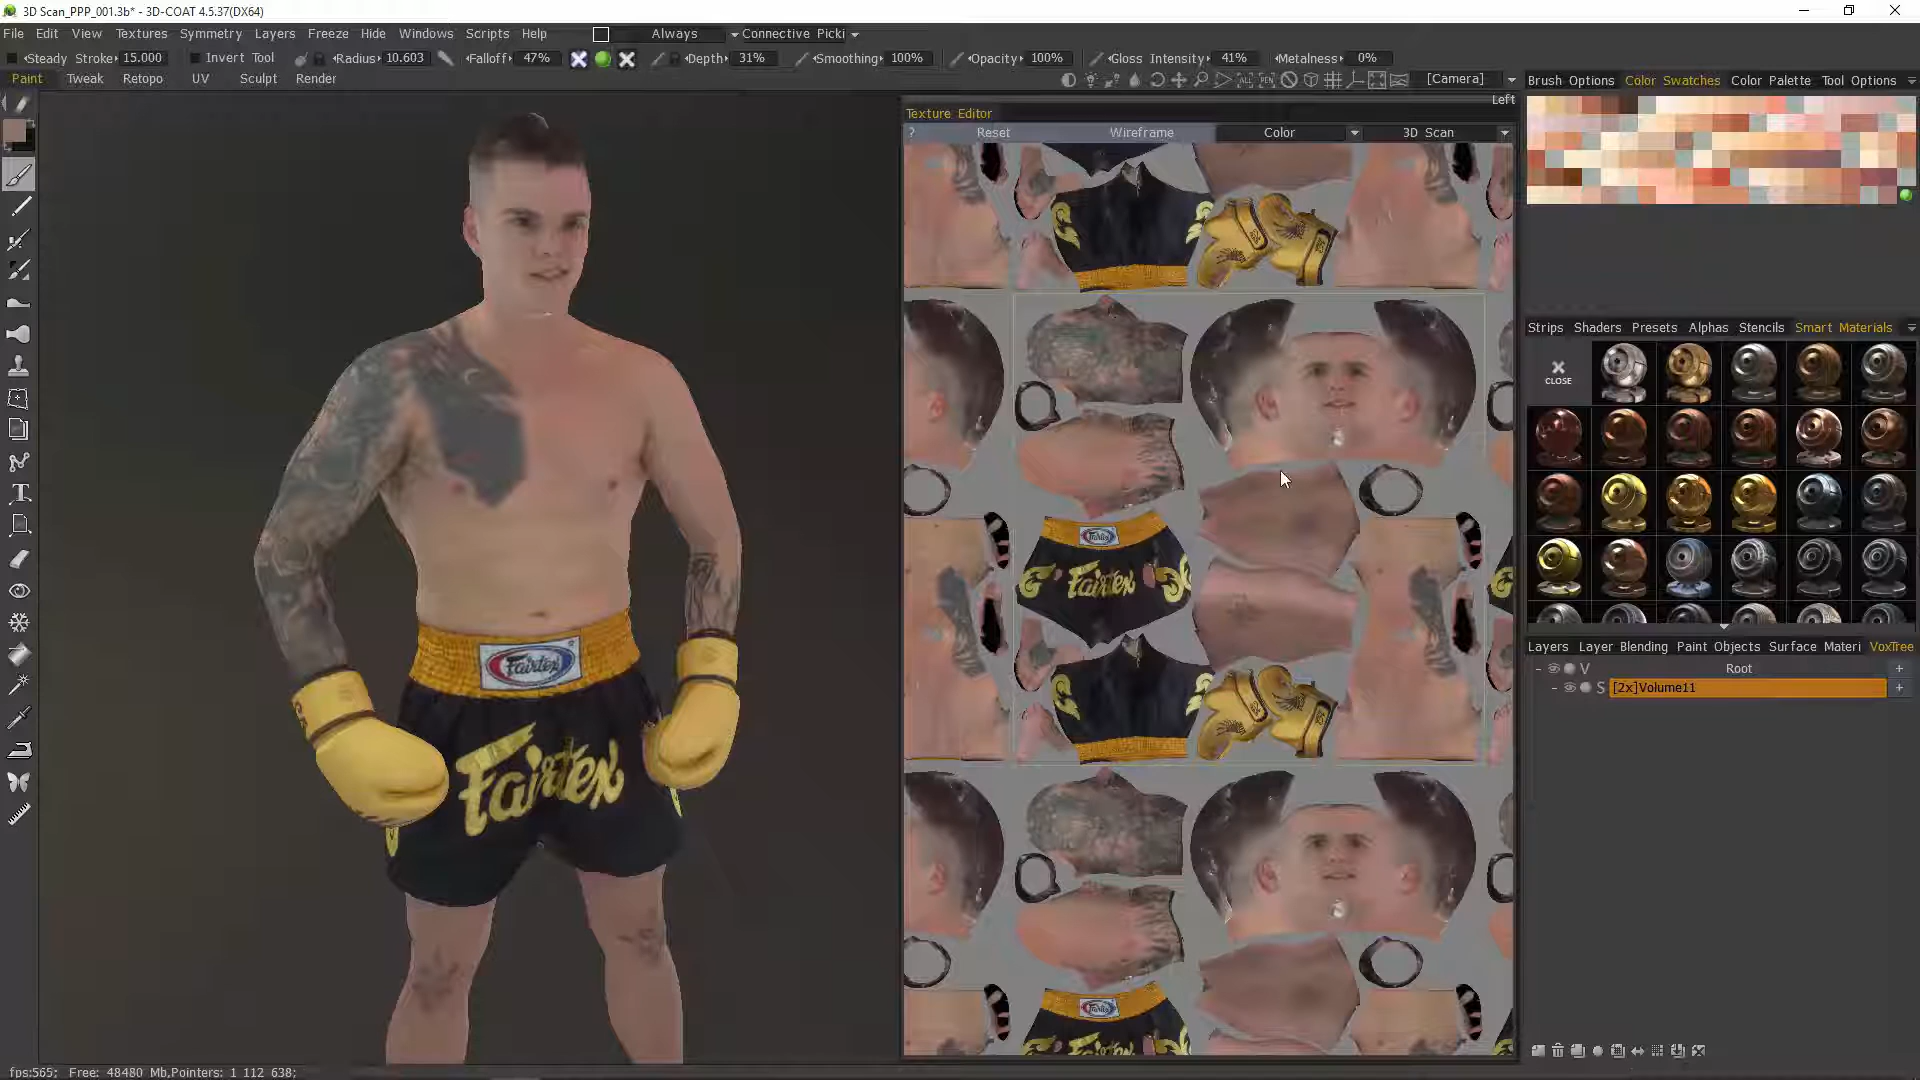 3D Scan_PPP_001.3b* - 3D-COAT 4.5.37(DX64)
File Edit View Textures Symmetry Layers Freeze Hide Windows Scripts Help Always Connective Picki
Steady Stroke 15.000 Invert Tool Radius 10.603 Falloff 47% Depth 31% Smoothing 100% Opacity 100% Gloss Intensity 41% Metalness 0%
Paint Tweak Retopo UV Sculpt Render [Camera]
Brush Options Color Swatches Color Palette Tool Options
Left
Texture Editor
? Reset Wireframe Color 3D Scan
Strips Shaders Presets Alphas Stencils Smart Materials
CLOSE
Layers Layer Blending Paint Objects Surface Materi VoxTree
V Root +
S [2x]Volume11 +
Fairtex
Fairtex
Fairtex
Fairtex
fps:565; Free: 48480 Mb,Pointers: 1 112 638;